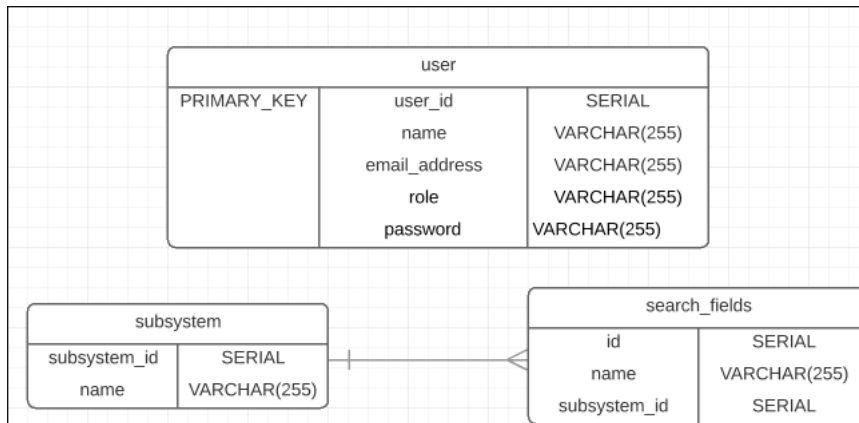 user
PRIMARY_KEY user_id SERIAL
name VARCHAR(255)
email_address VARCHAR(255)
role VARCHAR(255)
password VARCHAR(255)
subsystem
subsystem_id SERIAL
name VARCHAR(255)
search_fields
id SERIAL
name VARCHAR(255)
subsystem_id SERIAL